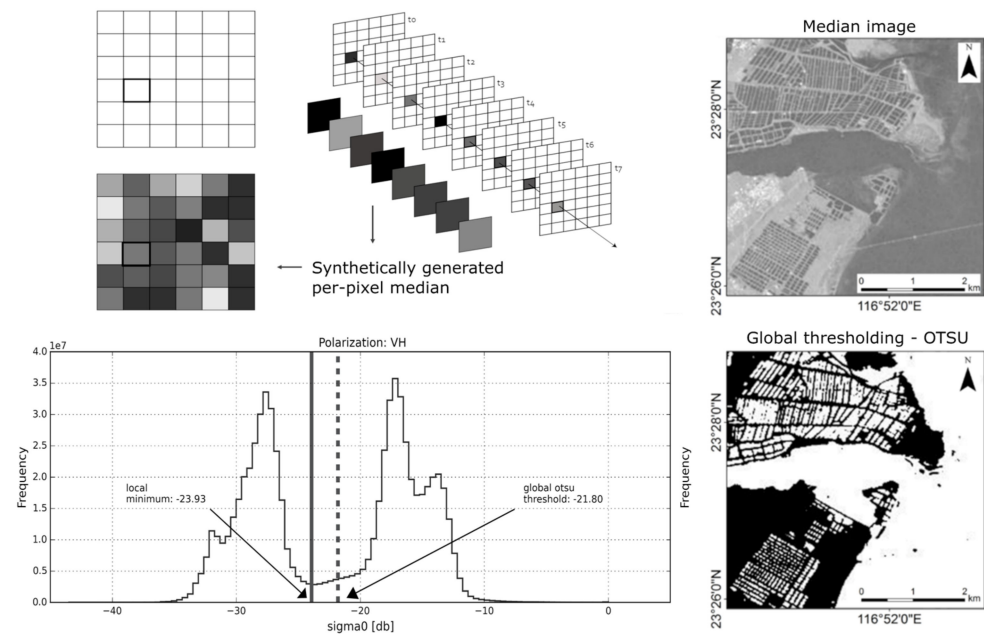 t0
t1
t2
t3
t4
t5
t6
t7
Synthetically generated
per-pixel median
Median image
N
23°28'0"N
23°26'0"N
0 1 2
km
116°52'0"E
Polarization: VH
1e7
4.0
3.5
3.0
2.5
2.0
1.5
1.0
0.5
0.0
Frequency
local
minimum: -23.93
global otsu
threshold: -21.80
Frequency
−40 −30 −20 −10 0 5
sigma0 [db]
Global thresholding - OTSU
N
23°28'0"N
23°26'0"N
0 1 2
km
116°52'0"E